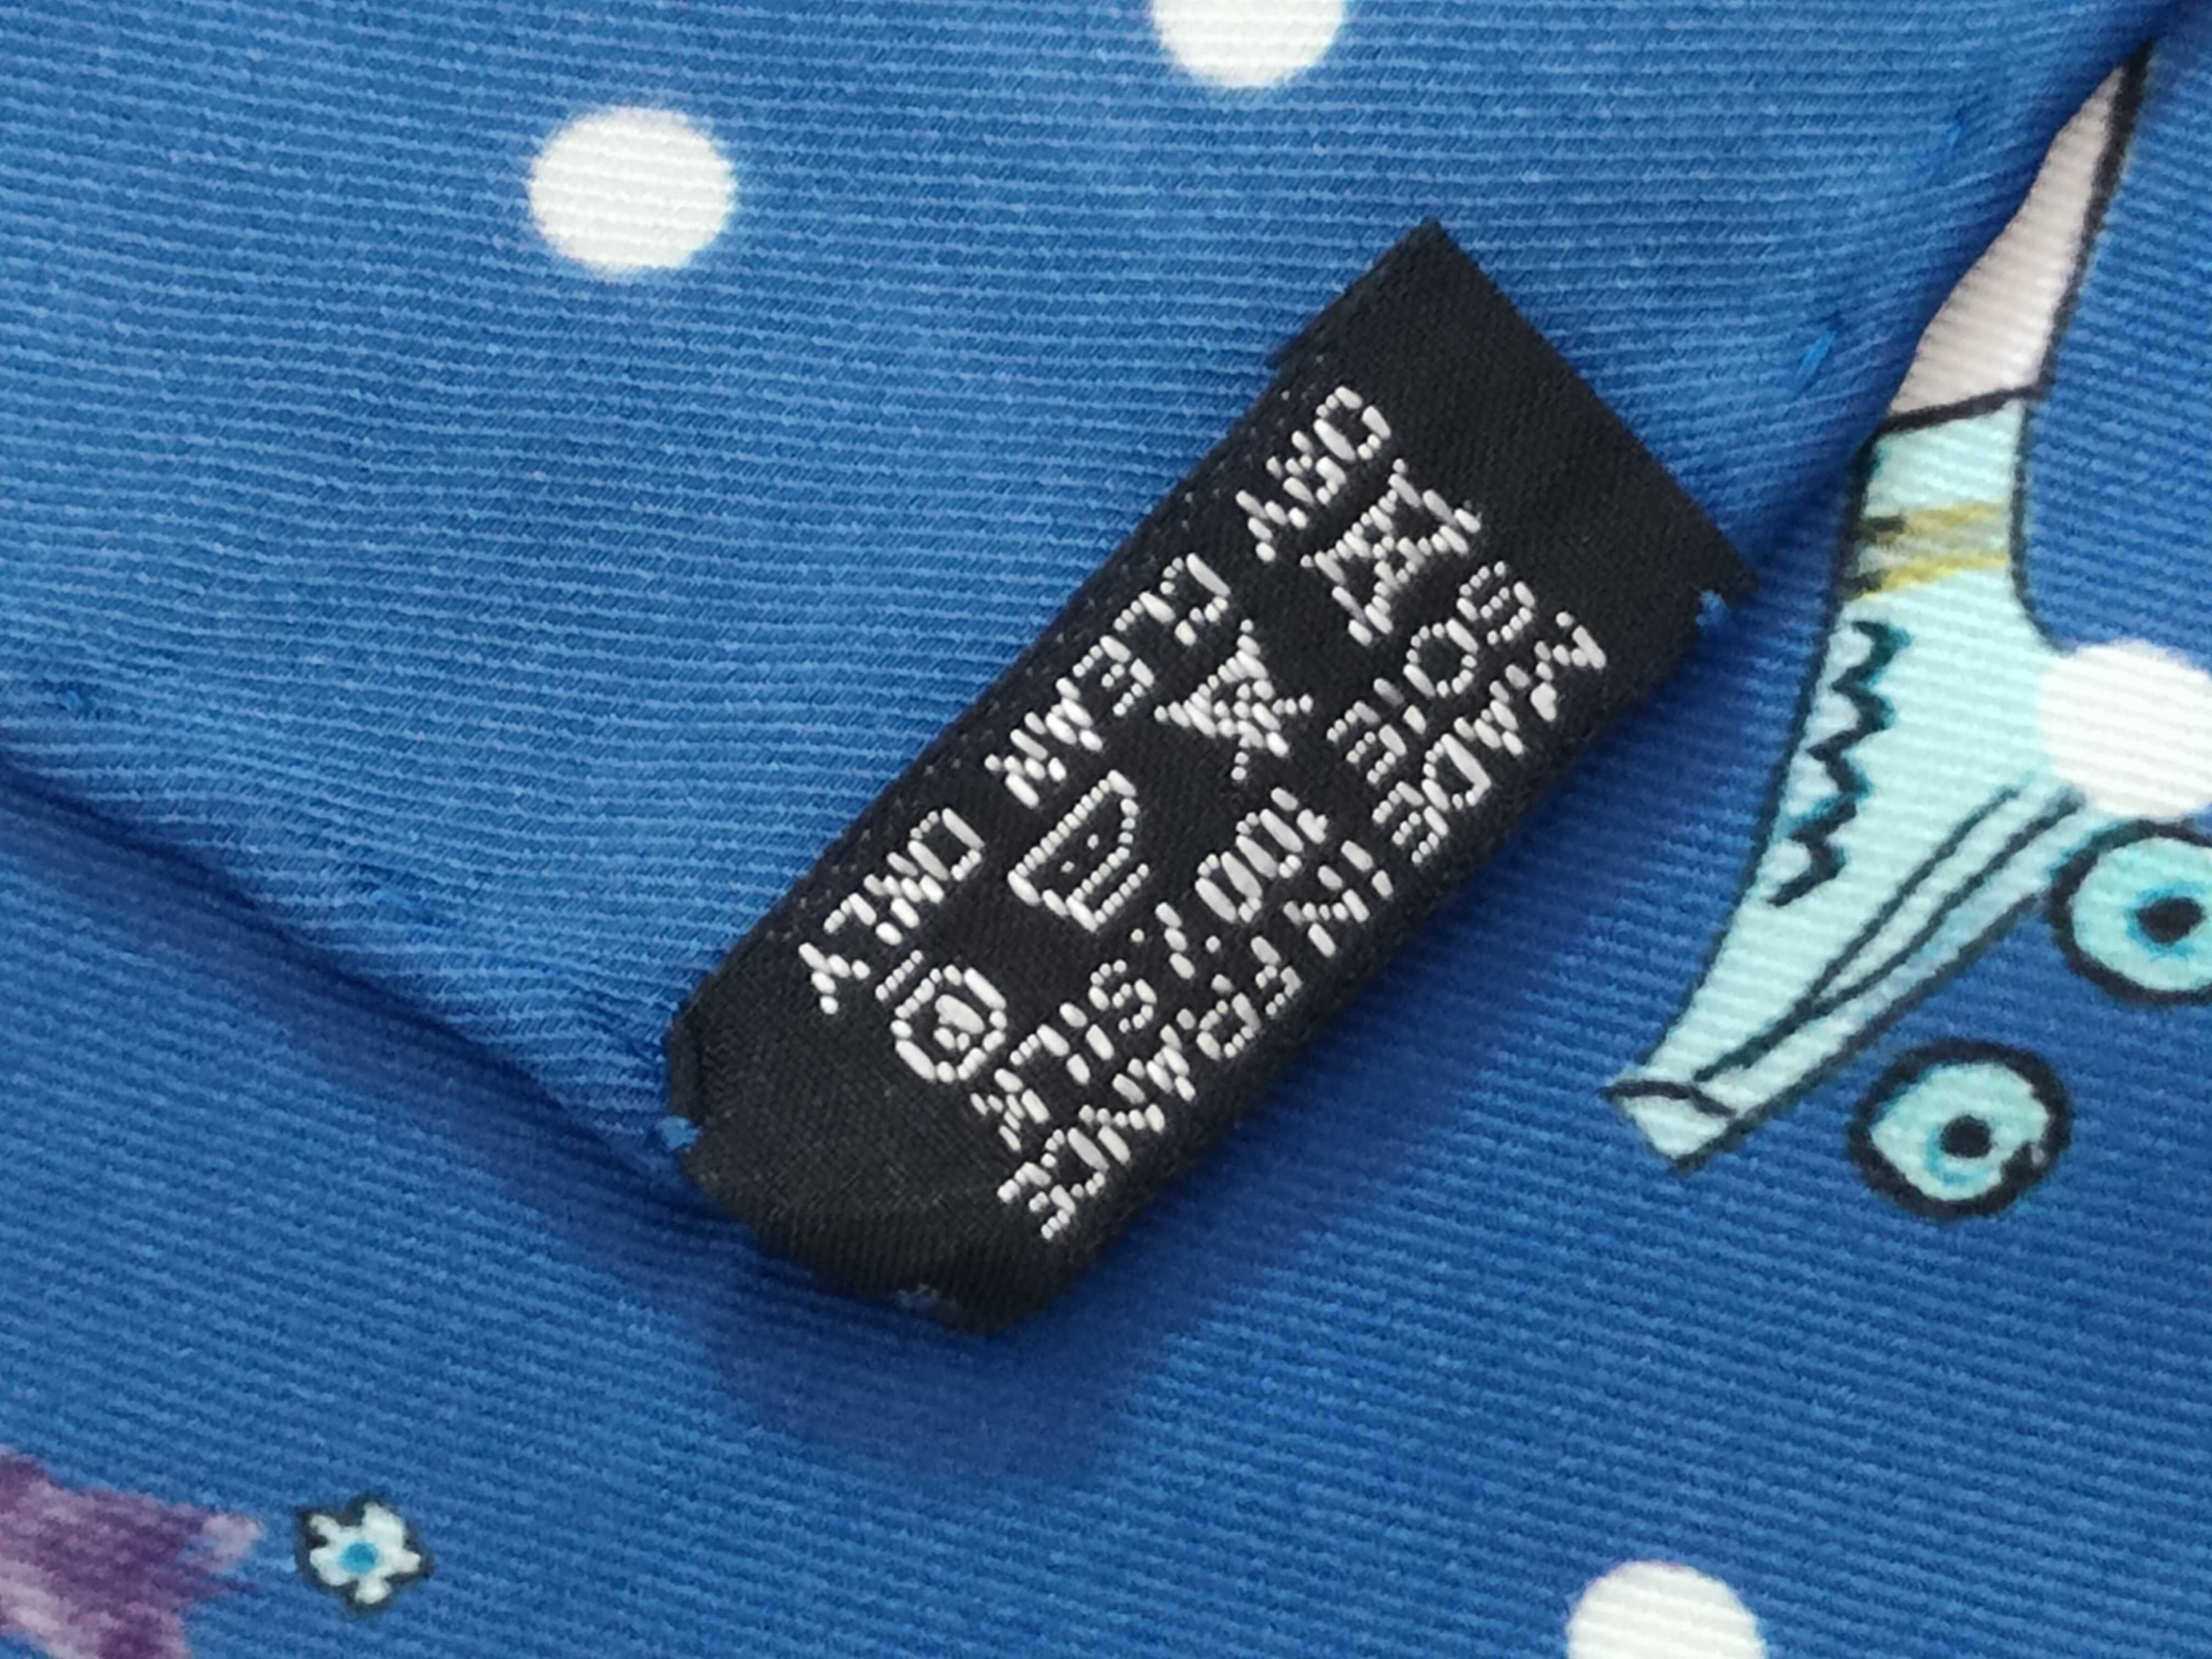 MADE IN FRANCE
SOIE 100% SILK
P
DRY CLEAN ONLY